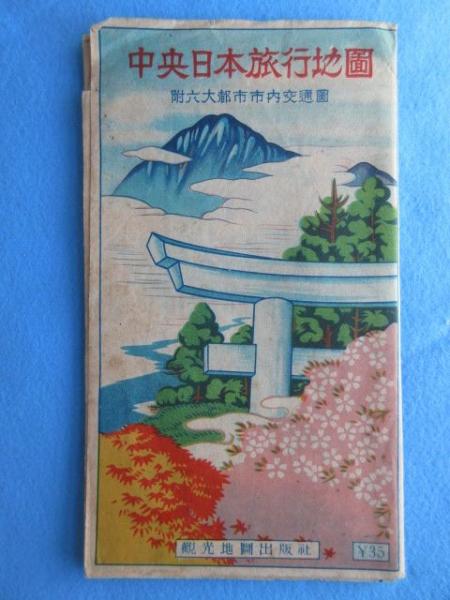 中央日本旅行地圖
附六大都市市内交通圖
觀光地圖出版社
¥35